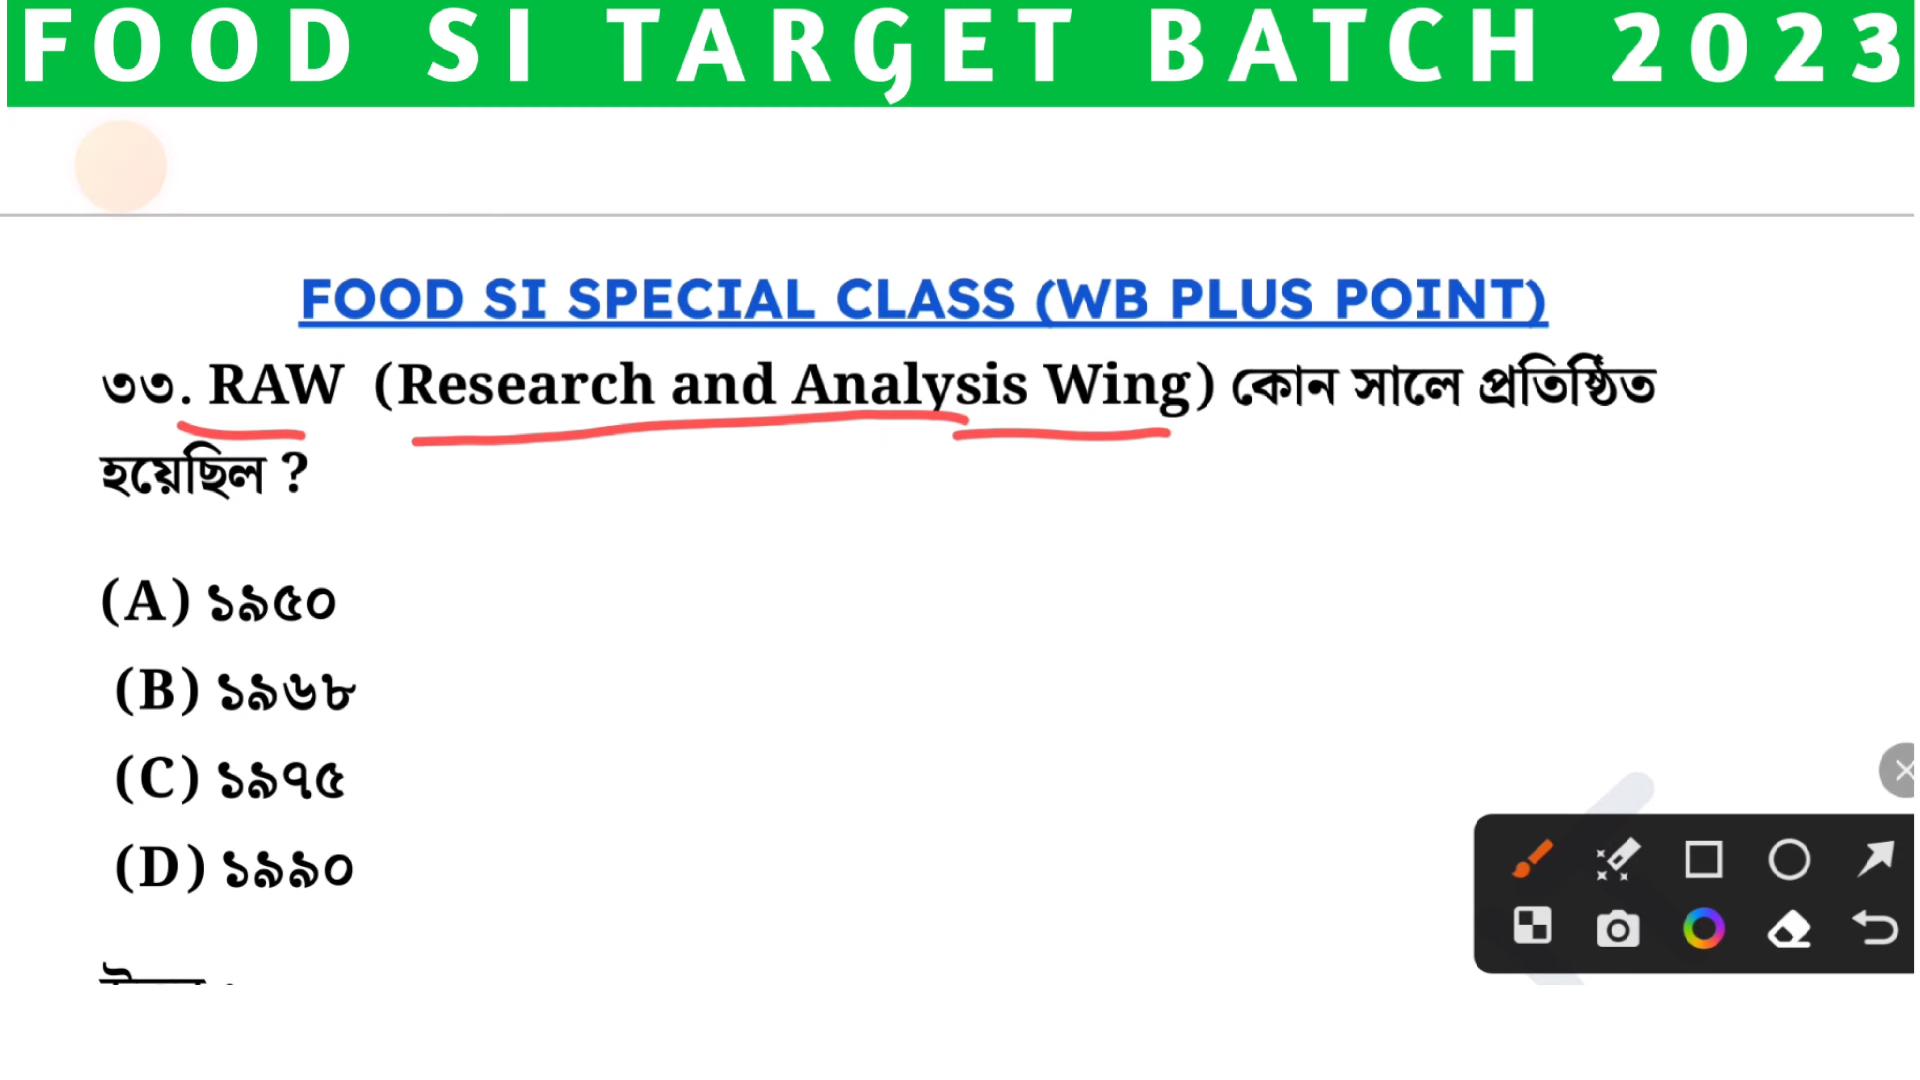 FOOD SI TARGET BATCH 2023
FOOD SI SPECIAL CLASS (WB PLUS POINT)
৩৩. RAW (Research and Analysis Wing) কোন সালে প্রতিষ্ঠিত
হয়েছিল ?
(A) ১৯৫০
(B) ১৯৬৮
(C) ১৯৭৫
(D) ১৯৯০